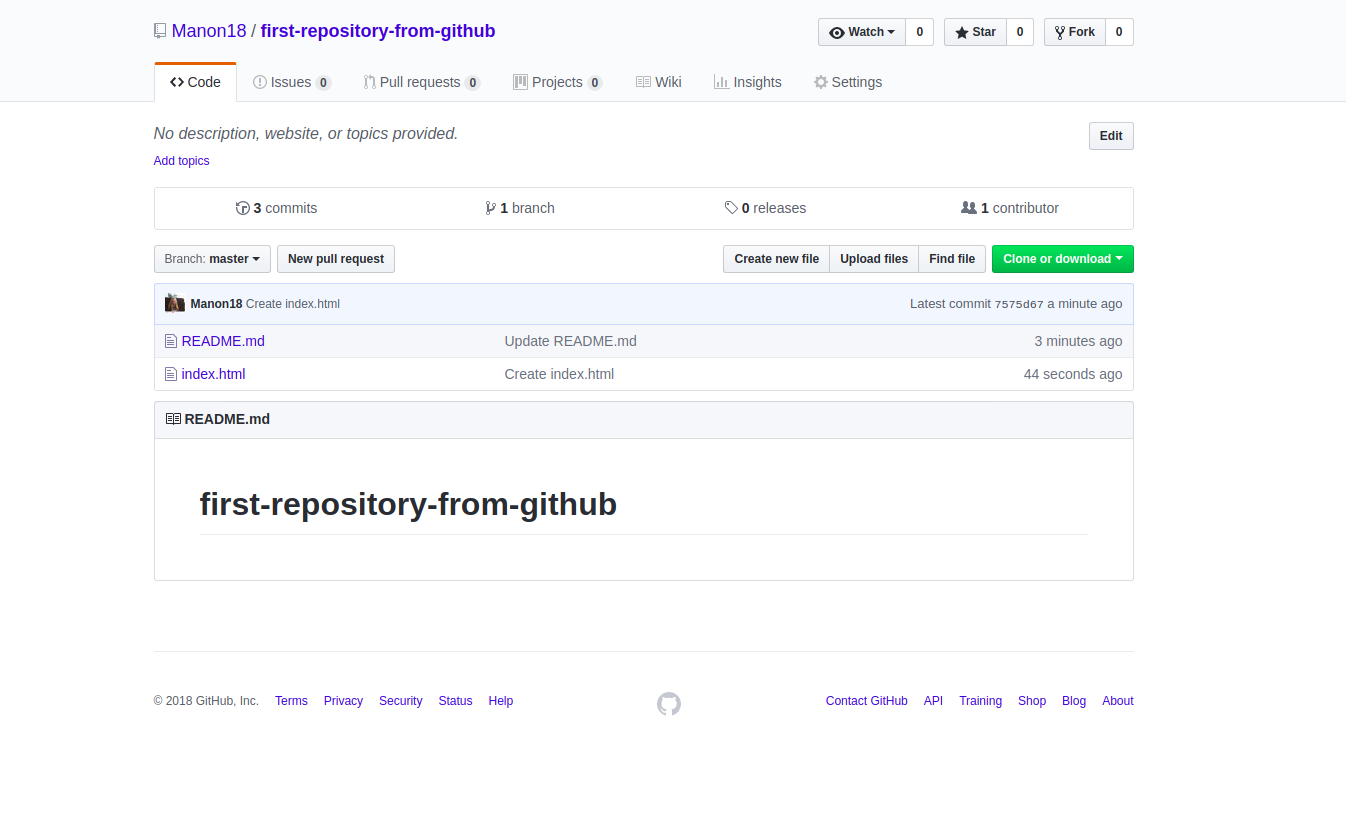 Manon18 / first-repository-from-github
Watch 0 Star 0 Fork 0
Code Issues 0 Pull requests 0 Projects 0 Wiki Insights Settings
No description, website, or topics provided. Edit
Add topics
3 commits 1 branch 0 releases 1 contributor
Branch: master New pull request Create new file Upload files Find file Clone or download
Manon18 Create index.html Latest commit 7575d67 a minute ago
README.md Update README.md 3 minutes ago
index.html Create index.html 44 seconds ago
README.md
first-repository-from-github
© 2018 GitHub, Inc. Terms Privacy Security Status Help Contact GitHub API Training Shop Blog About